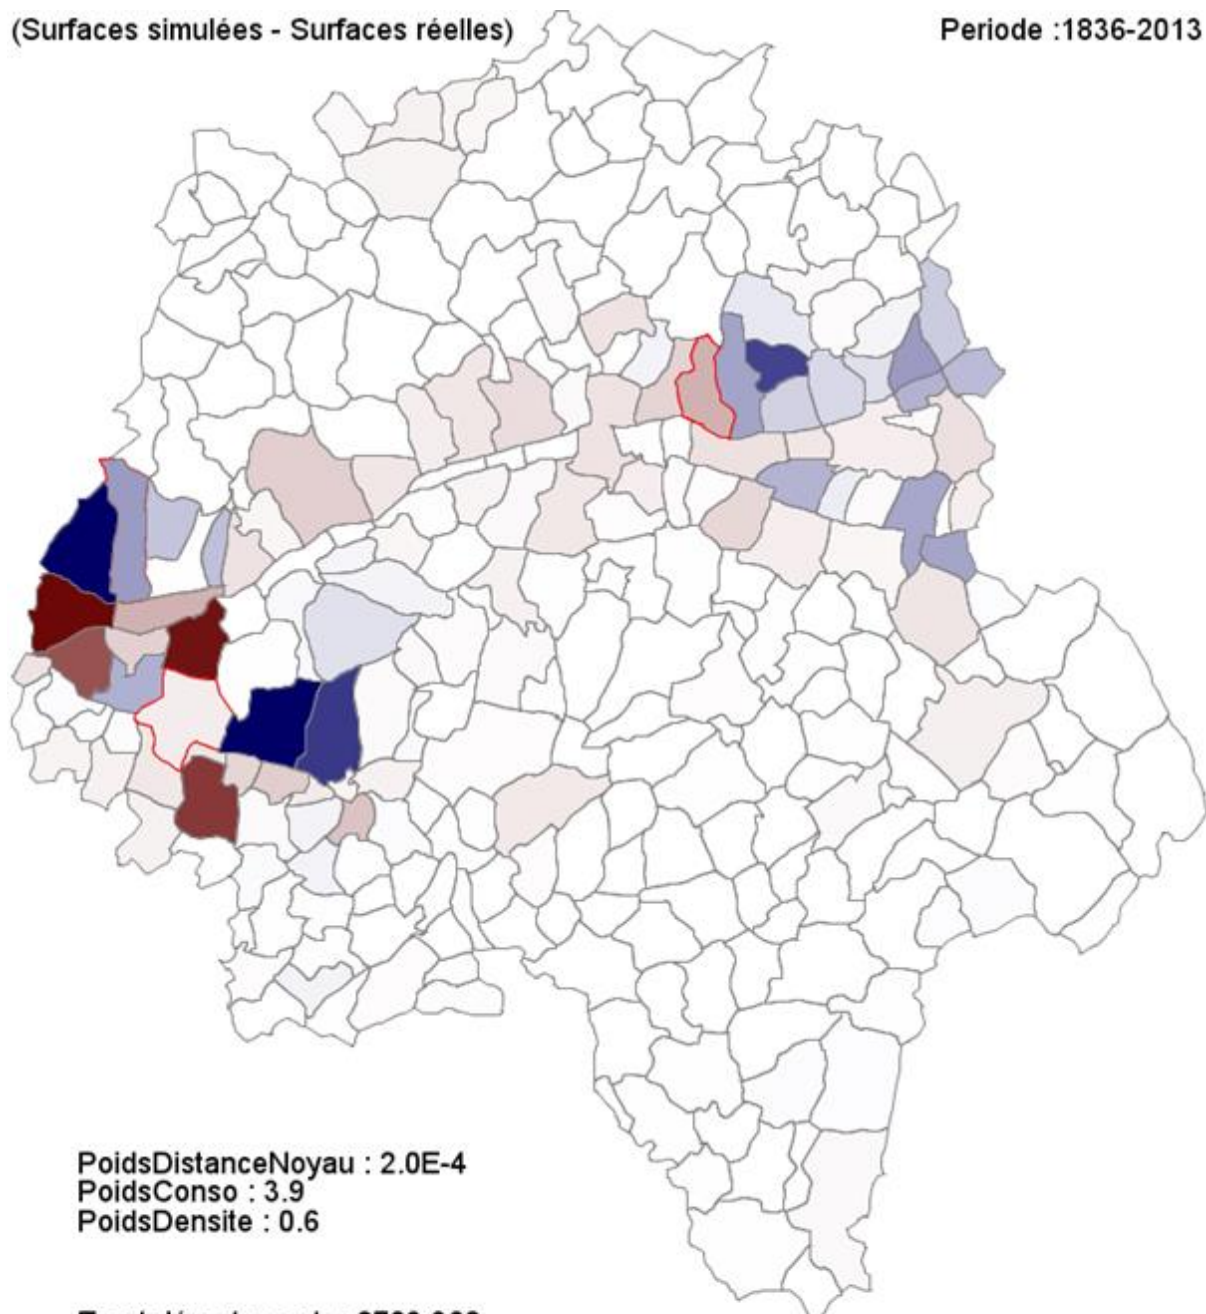 (Surfaces simulées - Surfaces réelles)
Periode :1836-2013
PoidsDistanceNoyau : 2.0E-4
PoidsConso : 3.9
PoidsDensite : 0.6